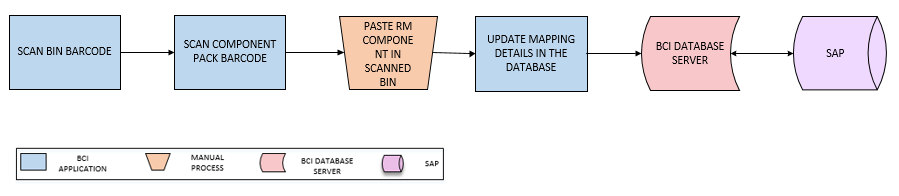 SCAN BIN BARCODE
SCAN COMPONENT
PACK BARCODE
PASTE RM
COMPONE
NT IN
SCANNED
BIN
UPDATE MAPPING
DETAILS IN THE
DATABASE
BCI DATABASE
SERVER
SAP
BCI
APPLICATION
MANUAL
PROCESS
BCI DATABASE
SERVER
SAP